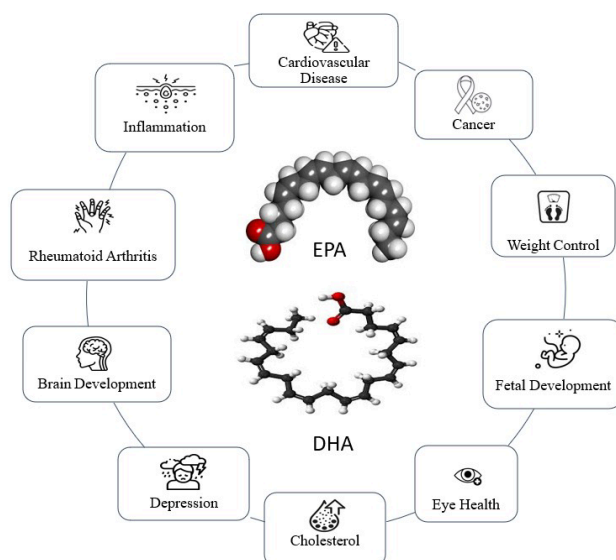 Cardiovascular
Disease
Cancer
Weight Control
Fetal Development
Eye Health
Cholesterol
Depression
Brain Development
Rheumatoid Arthritis
Inflammation
EPA
DHA